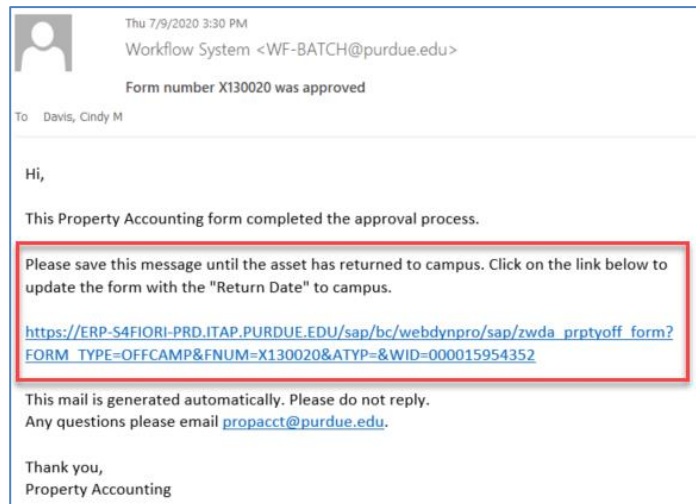 Thu 7/9/2020 3:30 PM
Workflow System <WF-BATCH@purdue.edu>
Form number X130020 was approved
To Davis, Cindy M
Hi,
This Property Accounting form completed the approval process.
Please save this message until the asset has returned to campus. Click on the link below to
update the form with the "Return Date" to campus.
https://ERP-S4FIORI-PRD.ITAP.PURDUE.EDU/sap/bc/webdynpro/sap/zwda_prptyoff_form?
FORM_TYPE=OFFCAMP&FNUM=X130020&ATYP=&WID=000015954352
This mail is generated automatically. Please do not reply.
Any questions please email propacct@purdue.edu.
Thank you,
Property Accounting